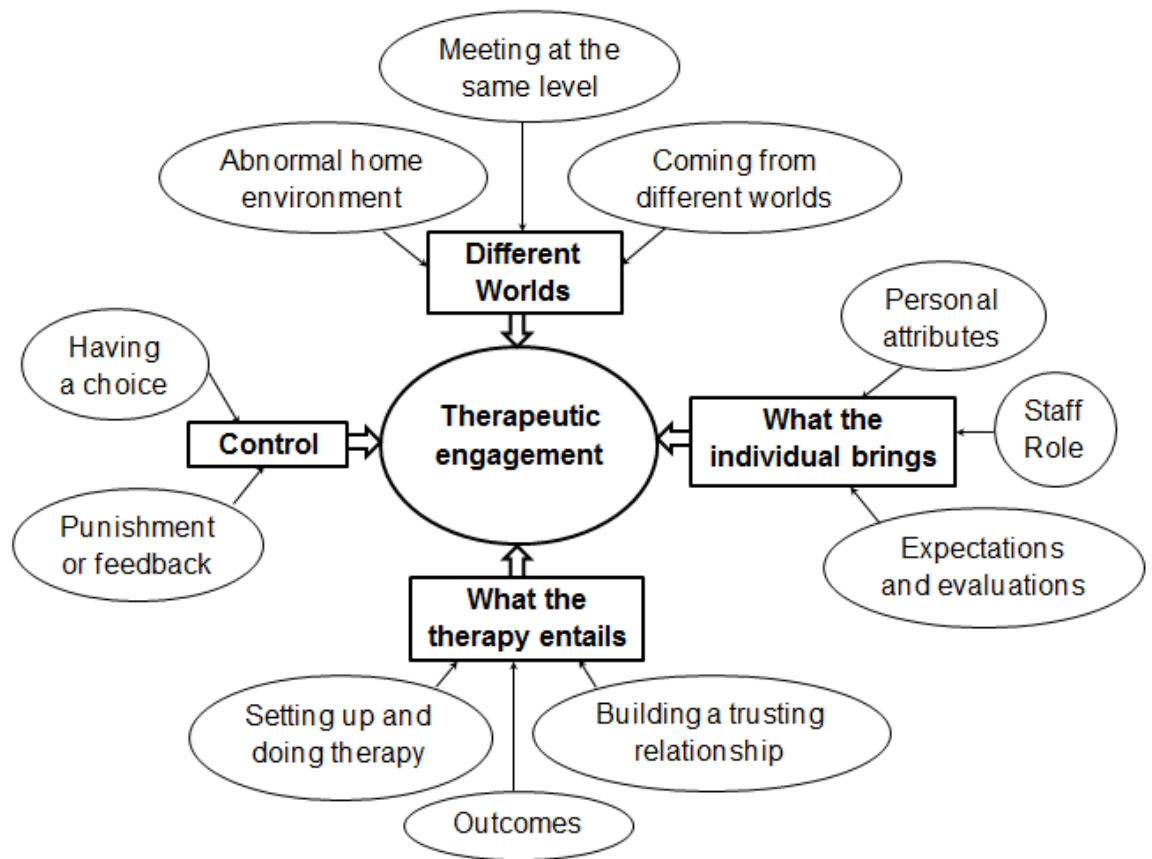 Meeting at the
same level
Abnormal home
environment
Coming from
different worlds
Different
Worlds
Personal
attributes
Having
a choice
Therapeutic
engagement
What the
individual brings
Staff
Role
Control
Punishment
or feedback
Expectations
and evaluations
What the
therapy entails
Setting up and
doing therapy
Building a trusting
relationship
Outcomes